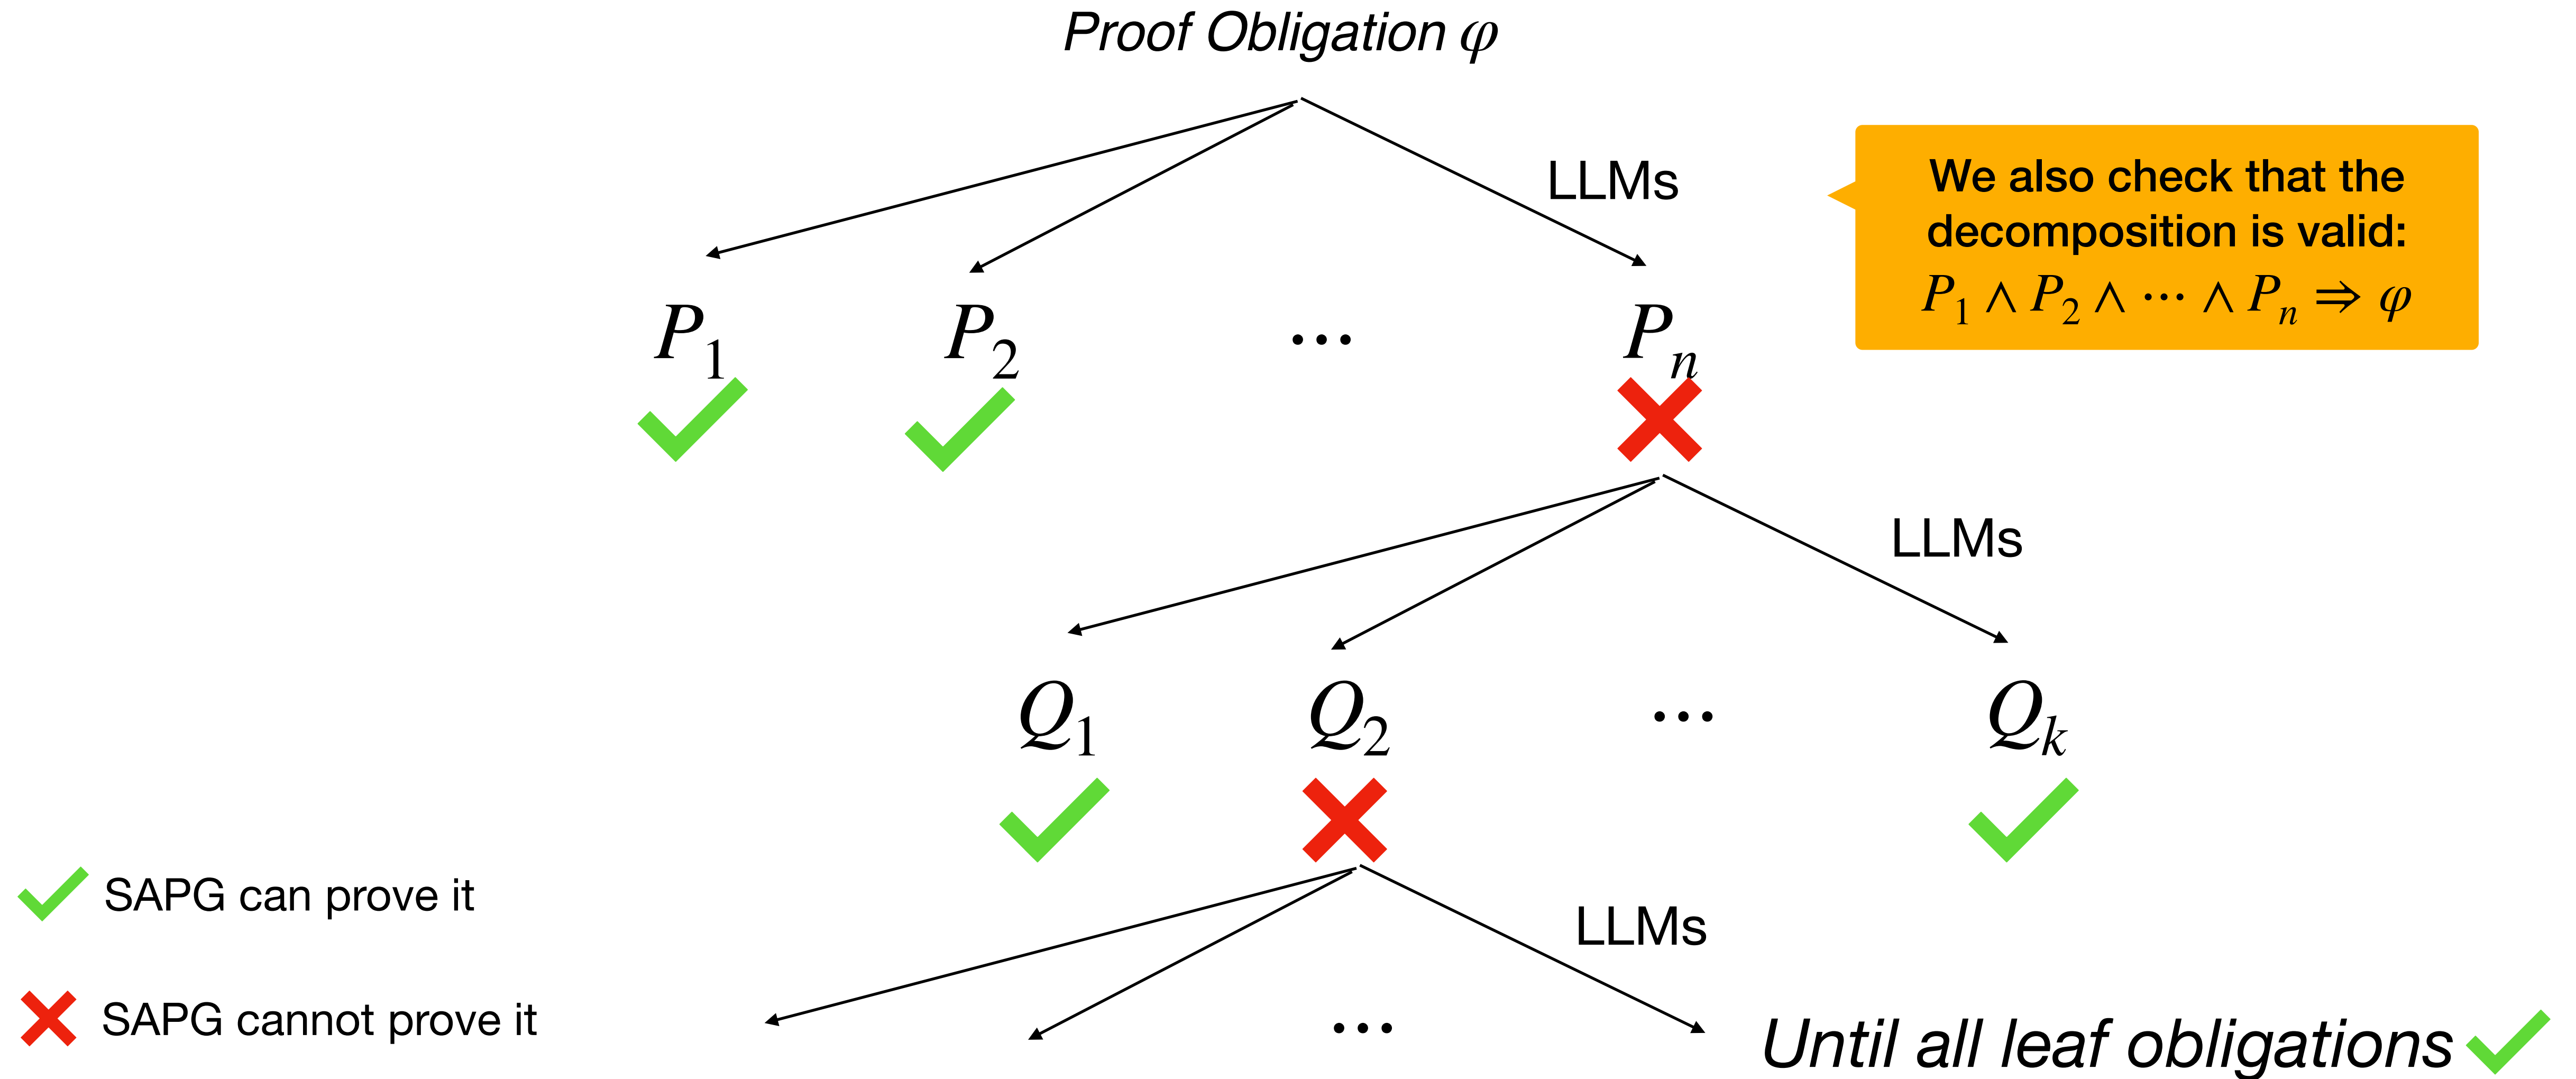 Proof Obligation φ
LLMs
We also check that the
decomposition is valid:
P₁ ∧ P₂ ∧ ⋯ ∧ Pₙ ⇒ φ
P₁ P₂ ⋯ Pₙ
LLMs
Q₁ Q₂ ⋯ Qₖ
SAPG can prove it
LLMs
SAPG cannot prove it
⋯
Until all leaf obligations